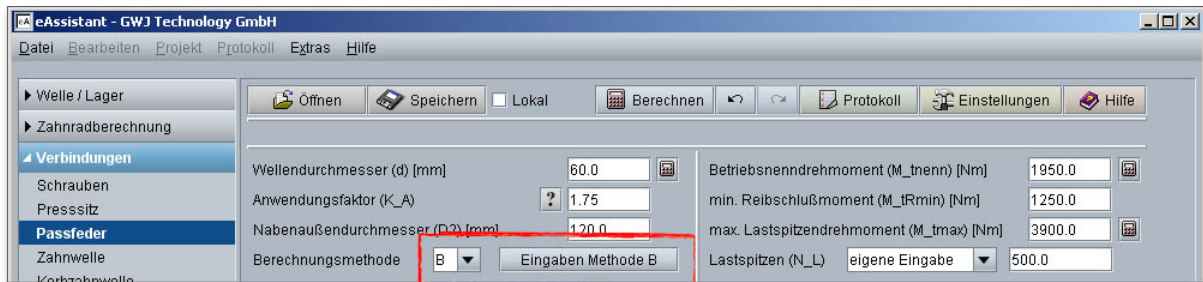 eA eAssistant - GWJ Technology GmbH
Datei Bearbeiten Projekt Protokoll Extras Hilfe
Welle / Lager
Zahnradberechnung
Verbindungen
Schrauben
Presssitz
Passfeder
Zahnwelle
Kerbzahnwelle
Öffnen Speichern Lokal Berechnen Protokoll Einstellungen Hilfe
Wellendurchmesser (d) [mm] 60.0
Anwendungsfaktor (K_A) ? 1.75
Nabenaußendurchmesser (D2) [mm] 120.0
Berechnungsmethode B Eingaben Methode B
Betriebsnenndrehmoment (M_tnenn) [Nm] 1950.0
min. Reibschlußmoment (M_tRmin) [Nm] 1250.0
max. Lastspitzendrehmoment (M_tmax) [Nm] 3900.0
Lastspitzen (N_L) eigene Eingabe 500.0